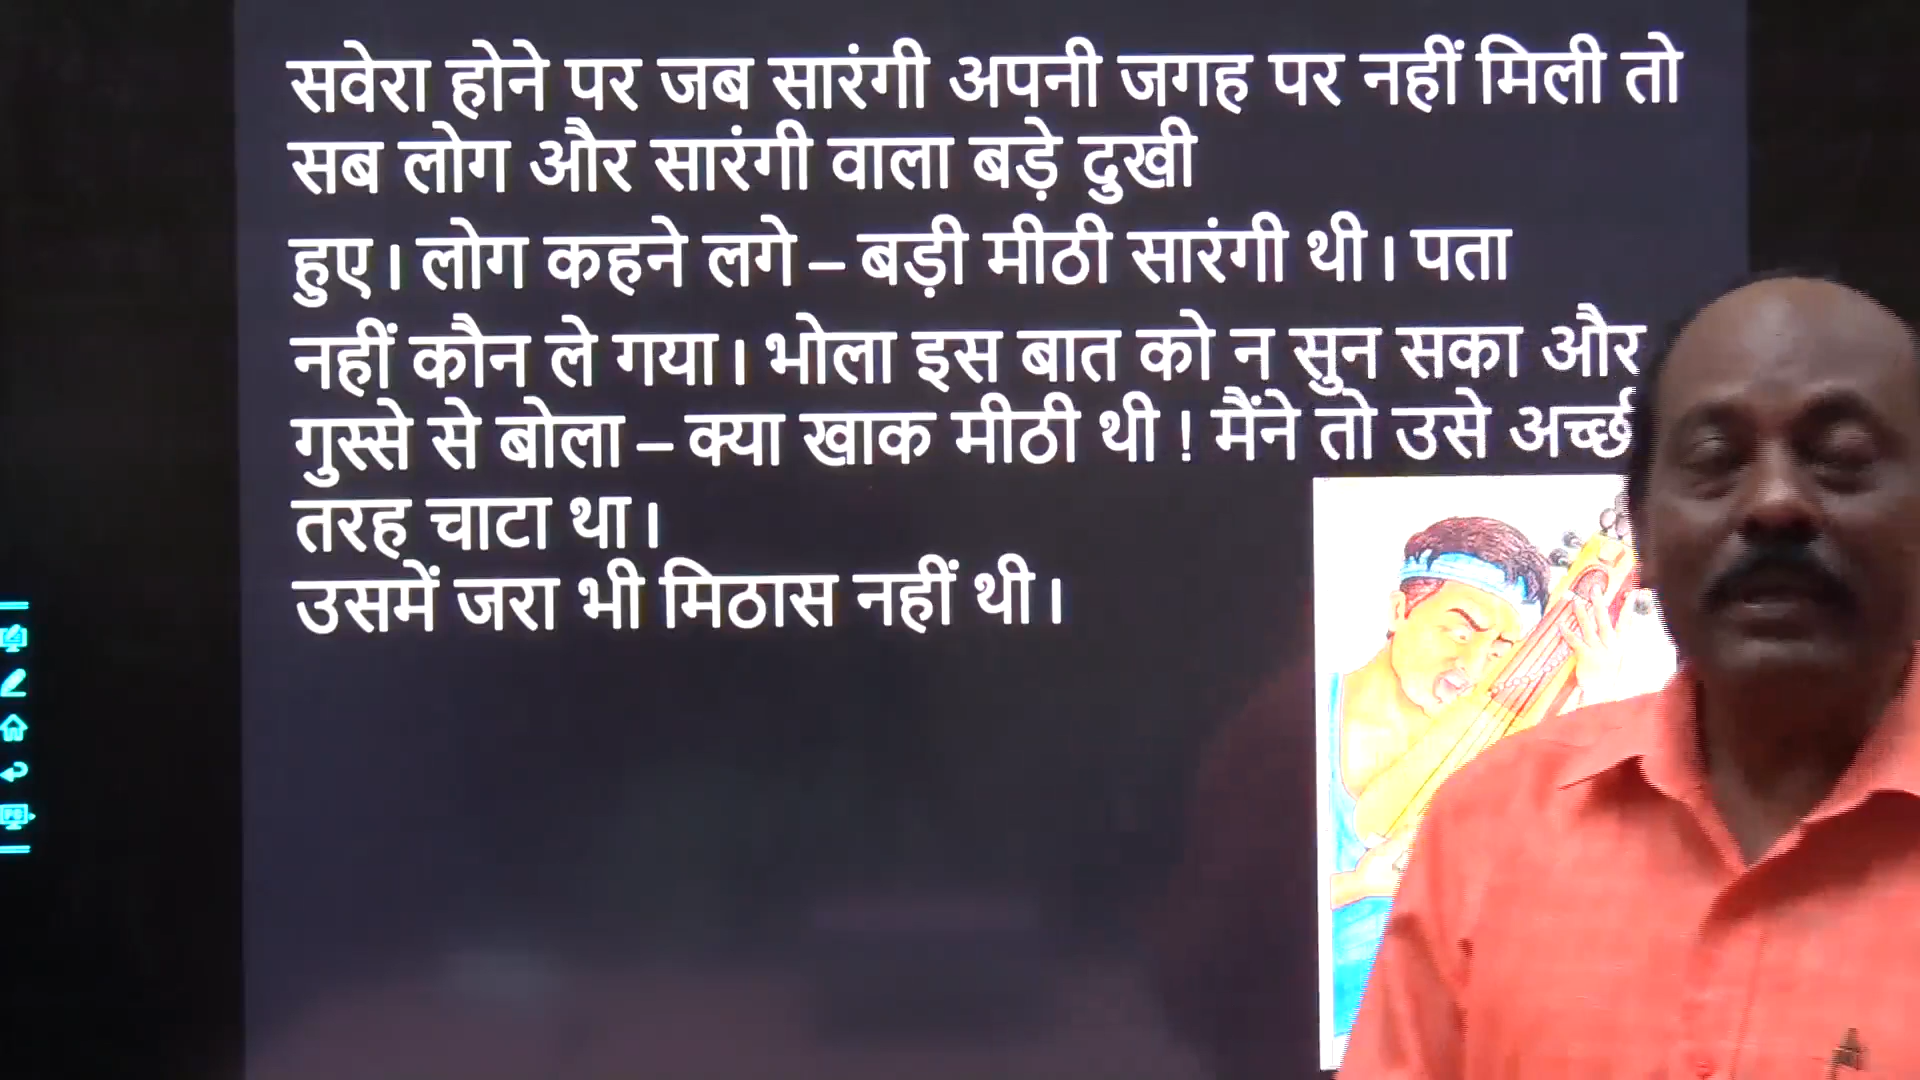 सवेरा होने पर जब सारंगी अपनी जगह पर नहीं मिली तो
सब लोग और सारंगी वाला बड़े दुखी
हुए। लोग कहने लगे – बड़ी मीठी सारंगी थी। पता
नहीं कौन ले गया। भोला इस बात को न सुन सका और
गुस्से से बोला – क्या खाक मीठी थी ! मैंने तो उसे
तरह चाटा था।
उसमें जरा भी मिठास नहीं थी।